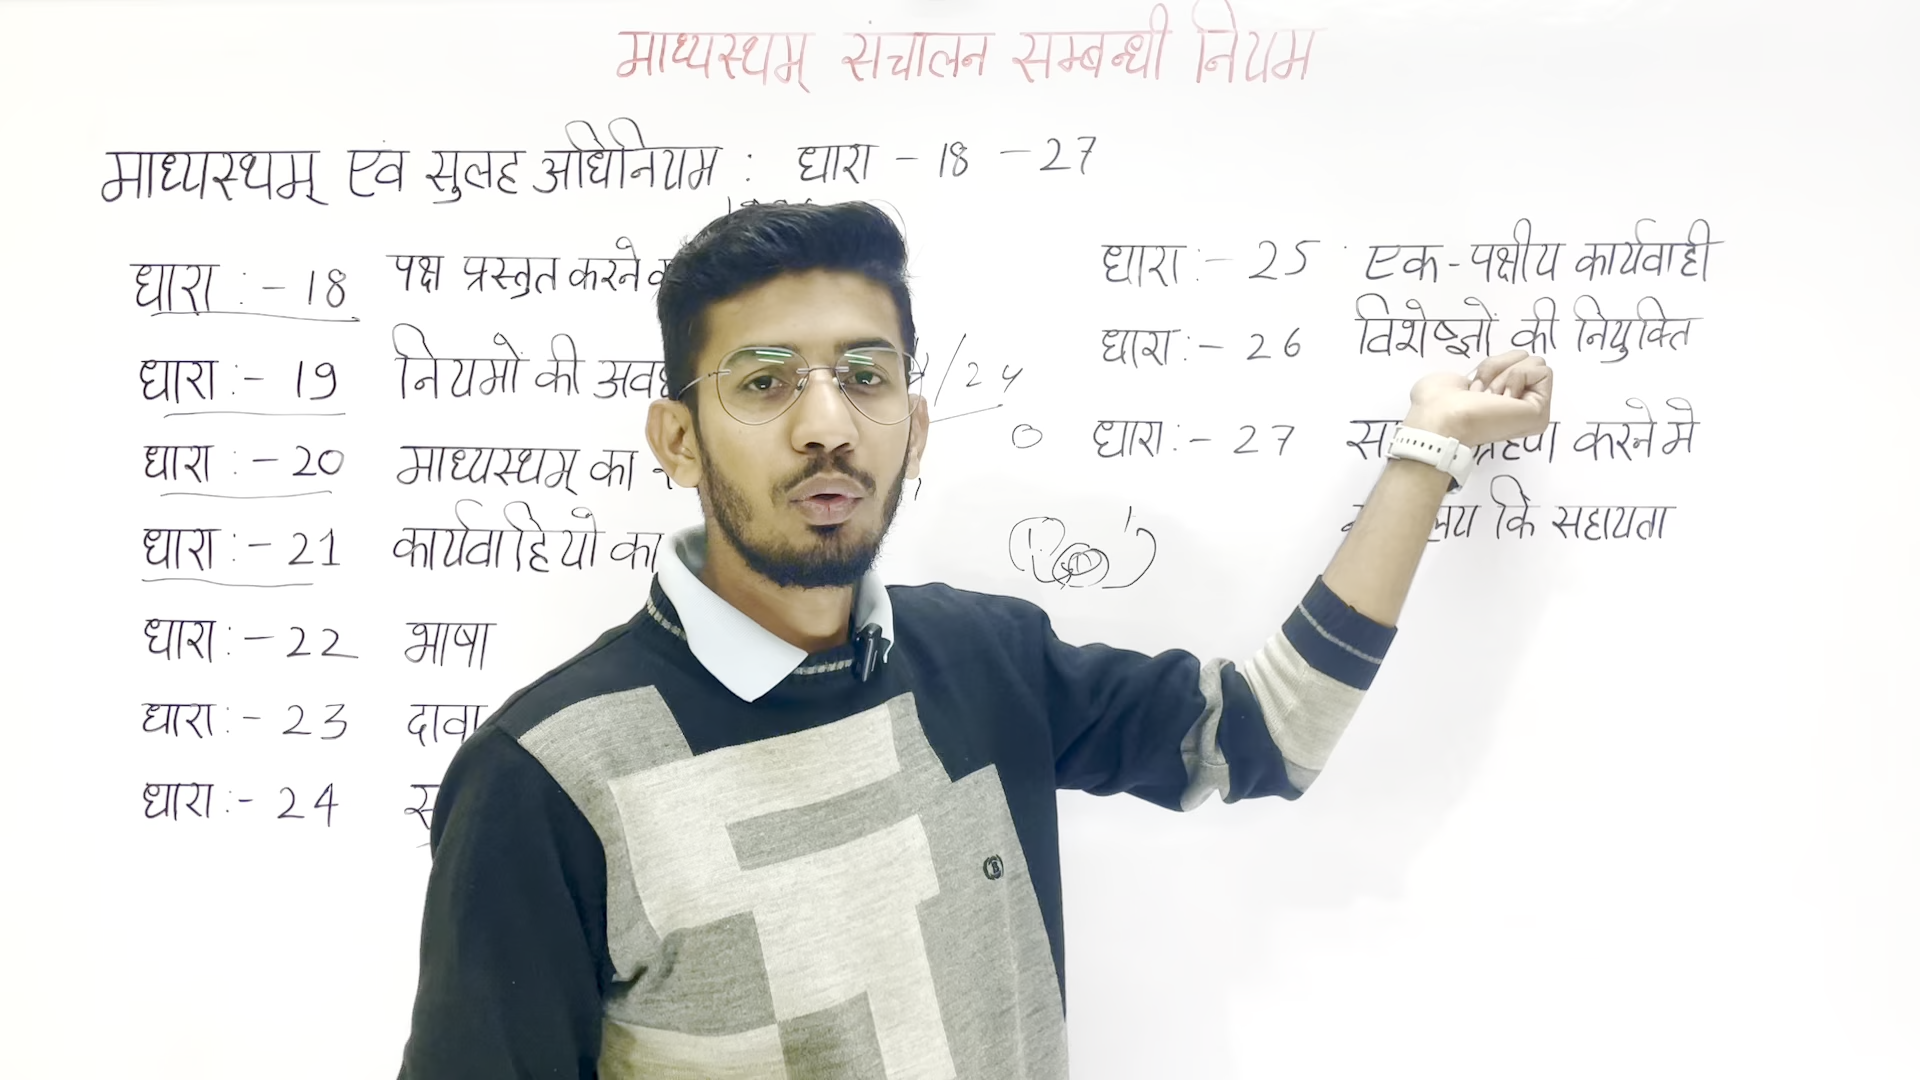 माध्यस्थम् संचालन सम्बन्धी नियम
माध्यस्थम् एवं सुलह अधिनियम : धारा - 18 - 27
धारा :- 18 पक्ष प्रस्तुत करने
धारा :- 19 नियमों की
धारा :- 20 माध्यस्थम् का
धारा :- 21 कार्यवाहियो का
धारा :- 22 भाषा
धारा :- 23 दावा
धारा :- 24
धारा :- 25 एक-पक्षीय कार्यवाही
धारा :- 26 विशेष्ज्ञों की नियुक्ति
धारा :- 27 करने मे
कि सहायता